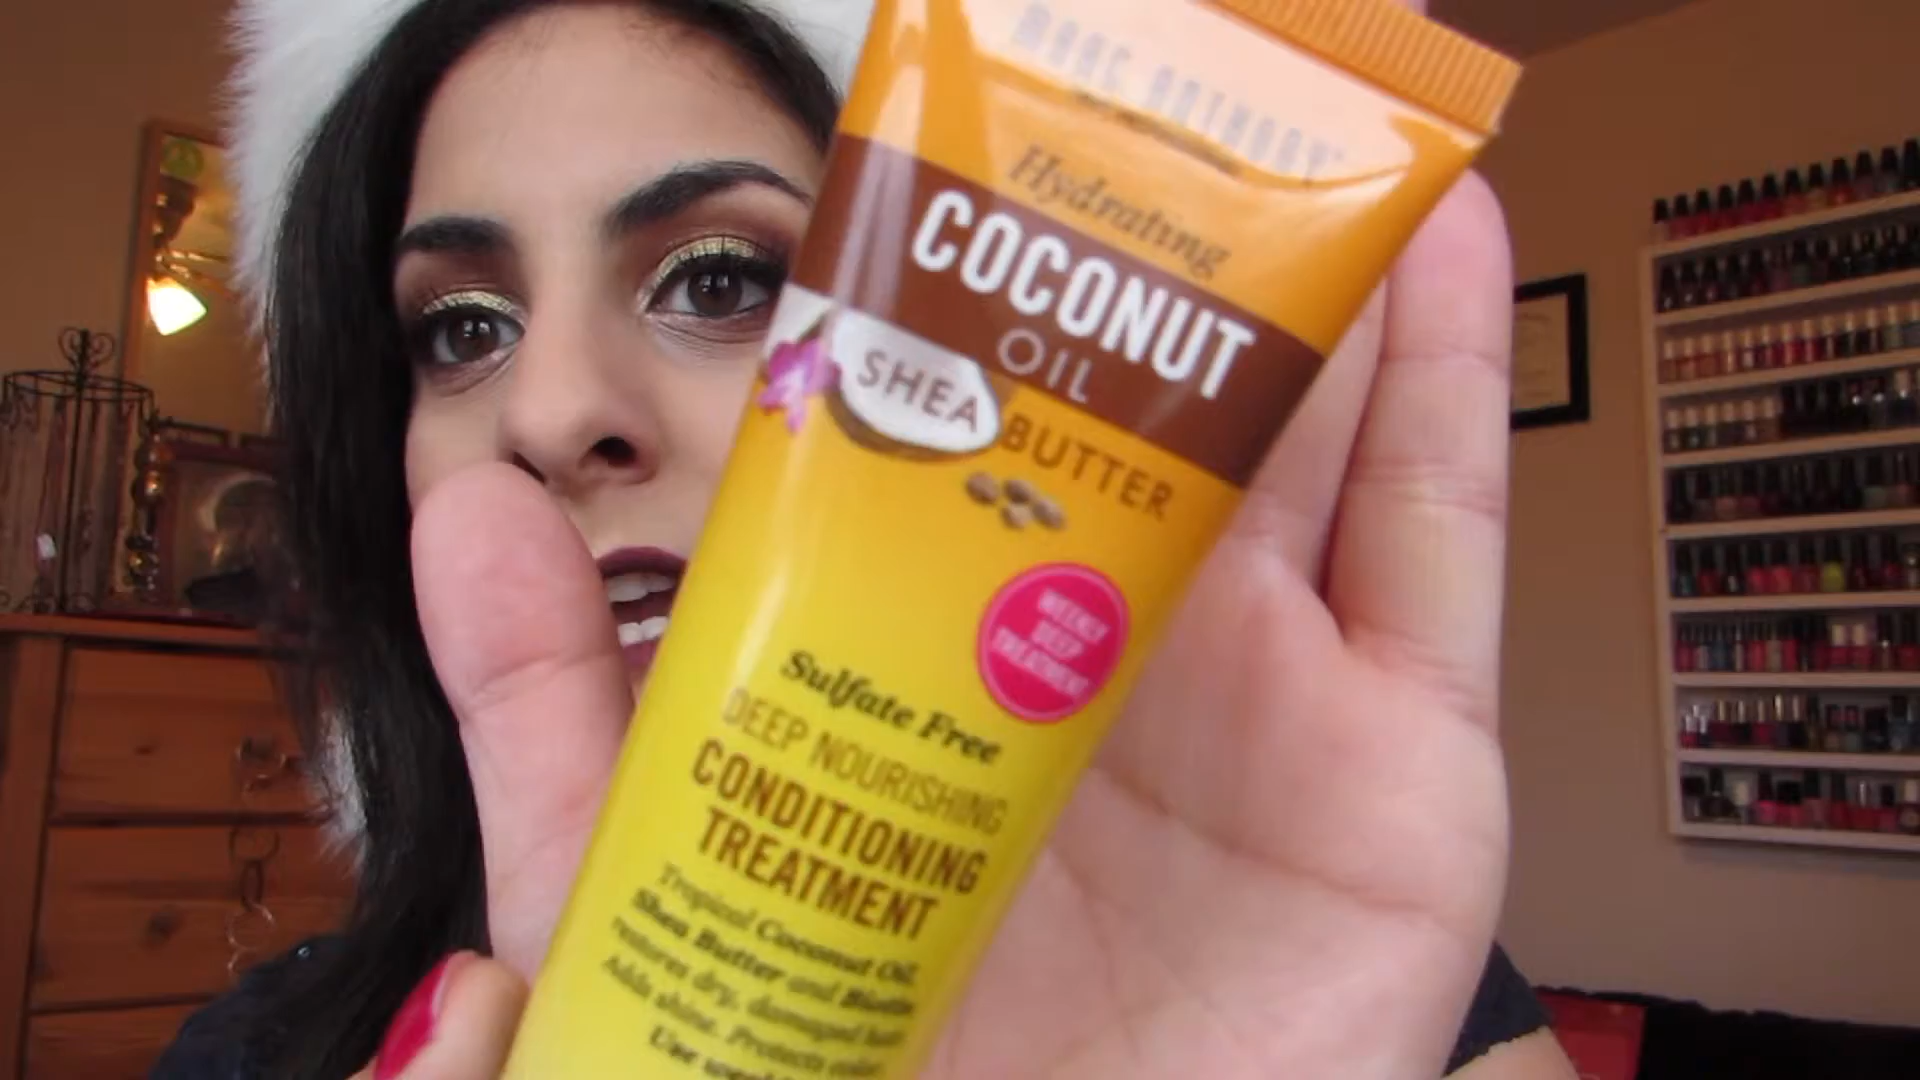 MARC ANTHONY
Hydrating
COCONUT
OIL
SHEA BUTTER
WEEKLY
DEEP
TREATMENT
Sulfate Free
DEEP NOURISHING
CONDITIONING
TREATMENT
Tropical Coconut Oil,
Shea Butter and Biotin
restores dry, damaged hair.
Adds shine. Protects color.
Use